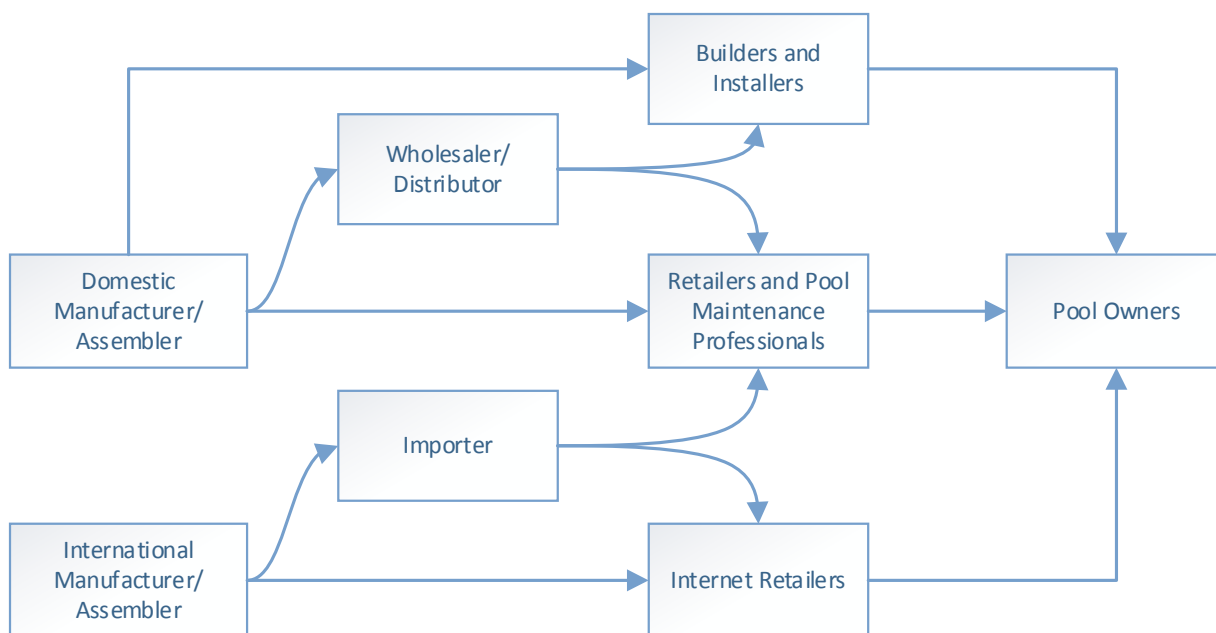 Builders and
Installers
Wholesaler/
Distributor
Domestic
Manufacturer/
Assembler
Retailers and Pool
Maintenance
Professionals
Pool Owners
Importer
International
Manufacturer/
Assembler
Internet Retailers